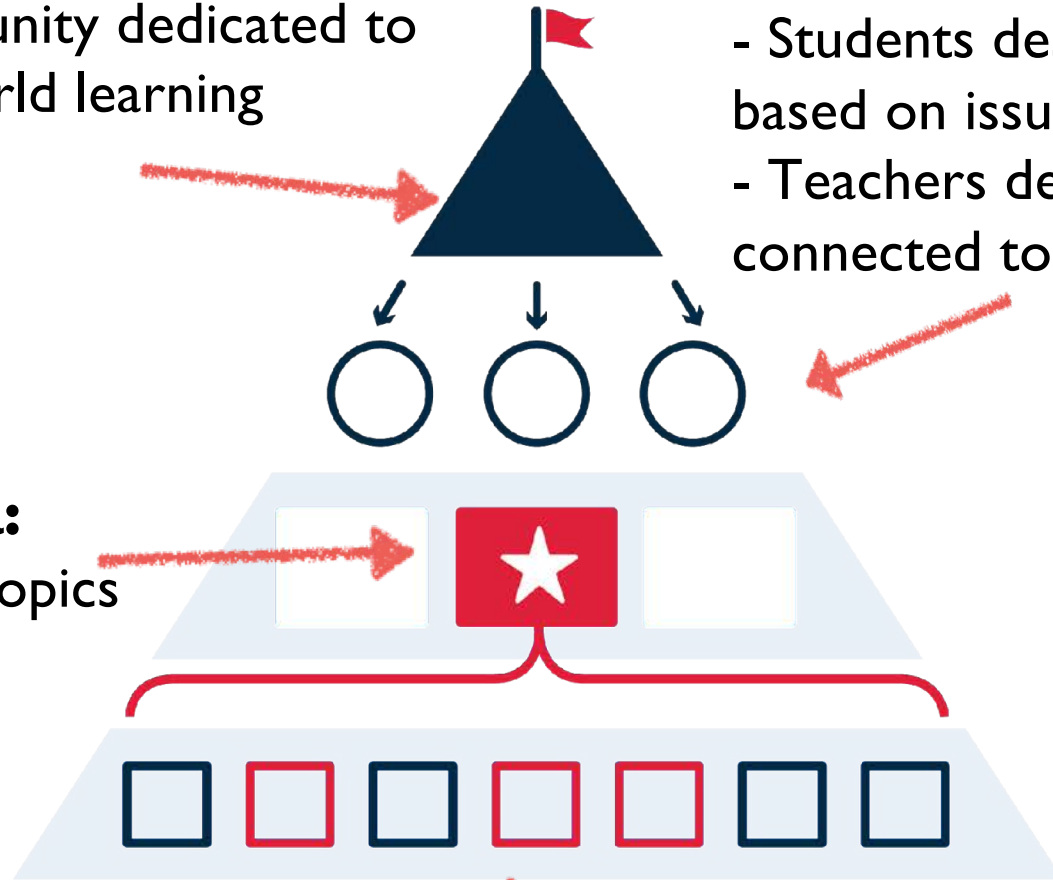 unity dedicated to
rld learning
- Students de
based on issu
- Teachers de
connected to
:
opics